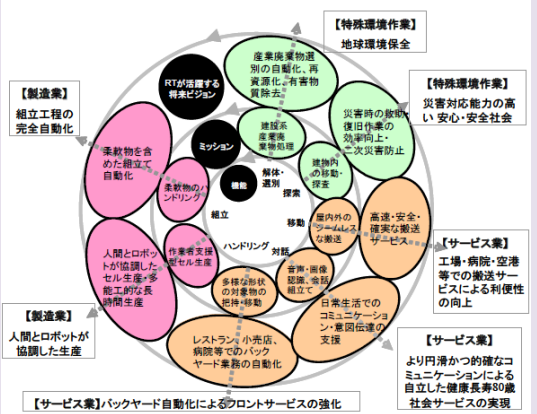 【特殊環境作業】
地球環境保全
【特殊環境作業】
災害対応能力の高
い 安心・安全社会
【製造業】
組立工程の
完全自動化
RTが活躍する
将来ビジョン
産業廃棄物選
別の自動化、再
資源化、有害物
質除去
災害時の救助・
復旧作業の
効率向上・
二次災害防止
ミッション
建設系
産業廃
棄物処理
建物内
の移動・
探査
柔軟物を含
めた組立て
自動化
柔軟物のハ
ンドリング
機能
解体・
選別
探索
組立
移動
ハンドリング
対話
屋内外の
シームレス
な搬送
高速・安全・
確実な搬送
サービス
【サービス業】
工場・病院・空港
等での搬送サー
ビスによる利便性
の向上
人間とロボット
が協調した
セル生産・多
能工的な長
時間生産
作業者支援
型セル生産
多様な形状
の対象物の
把持・移動
音声・画像
認識、会話
組立て
日常生活での
コミュニケーショ
ン・意図伝達の
支援
【製造業】
人間とロボットが
協調した生産
レストラン、小売店、
病院等でのバック
ヤード業務の自動化
【サービス業】
より円滑かつ的確なコ
ミュニケーションによる
自立した健康長寿80歳
社会サービスの実現
【サービス業】バックヤード自動化によるフロントサービスの強化